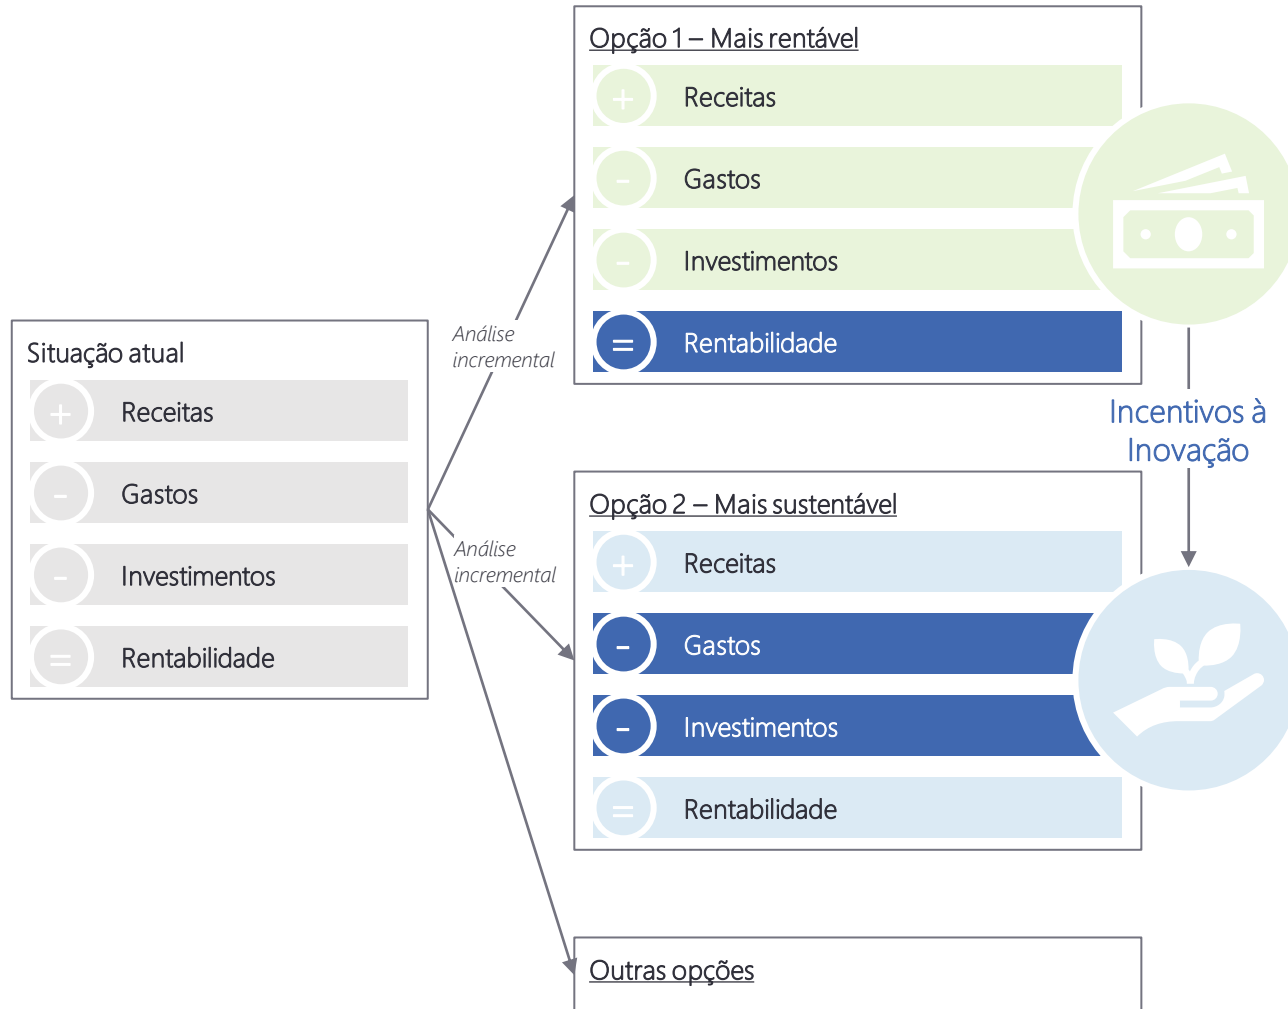 Situação atual
+ Receitas
- Gastos
- Investimentos
= Rentabilidade
Análise
incremental
Análise
incremental
Opção 1 – Mais rentável
+ Receitas
- Gastos
- Investimentos
= Rentabilidade
Incentivos à
Inovação
Opção 2 – Mais sustentável
+ Receitas
- Gastos
- Investimentos
= Rentabilidade
Outras opções